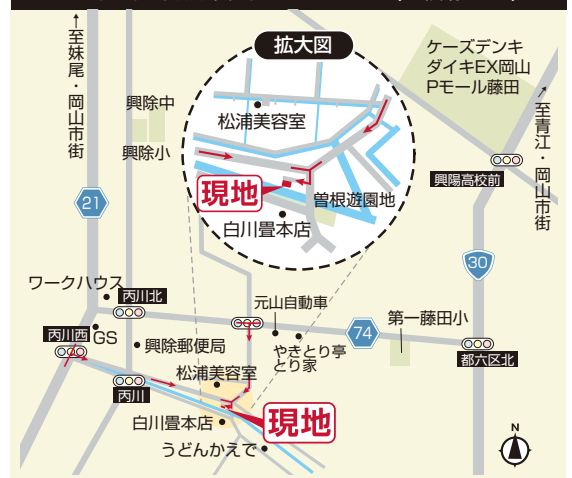 ↑至妹尾・岡山市街
拡大図
ケーズデンキ
ダイキEX岡山
Pモール藤田
↑至青江・岡山市街
興除中
興除小
松浦美容室
現地
曽根遊園地
白川畳本店
興陽高校前
21
30
ワークハウス
丙川北
元山自動車
74
第一藤田小
丙川西
GS
興除郵便局
やきとり亭
とり家
都六区北
松浦美容室
丙川
現地
白川畳本店
うどんかえで
N